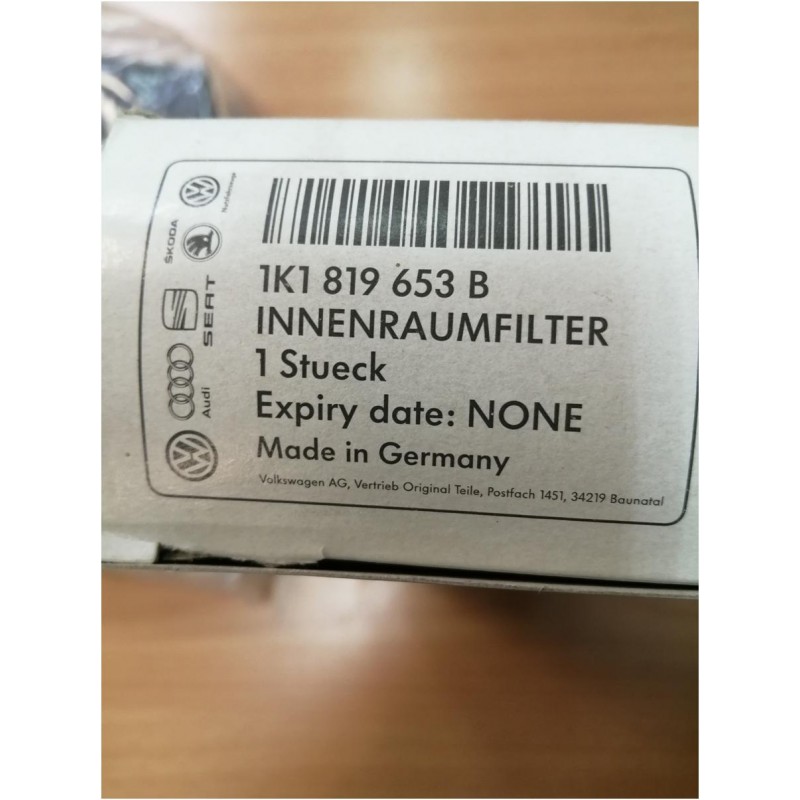 1K1 819 653 B
INNENRAUMFILTER
1 Stueck
Expiry date: NONE
Made in Germany
Volkswagen AG, Vertrieb Original Teile, Postfach 1451, 34219 Baunatal
Nutzfahrzeuge
ŠKODA
SEAT
Audi